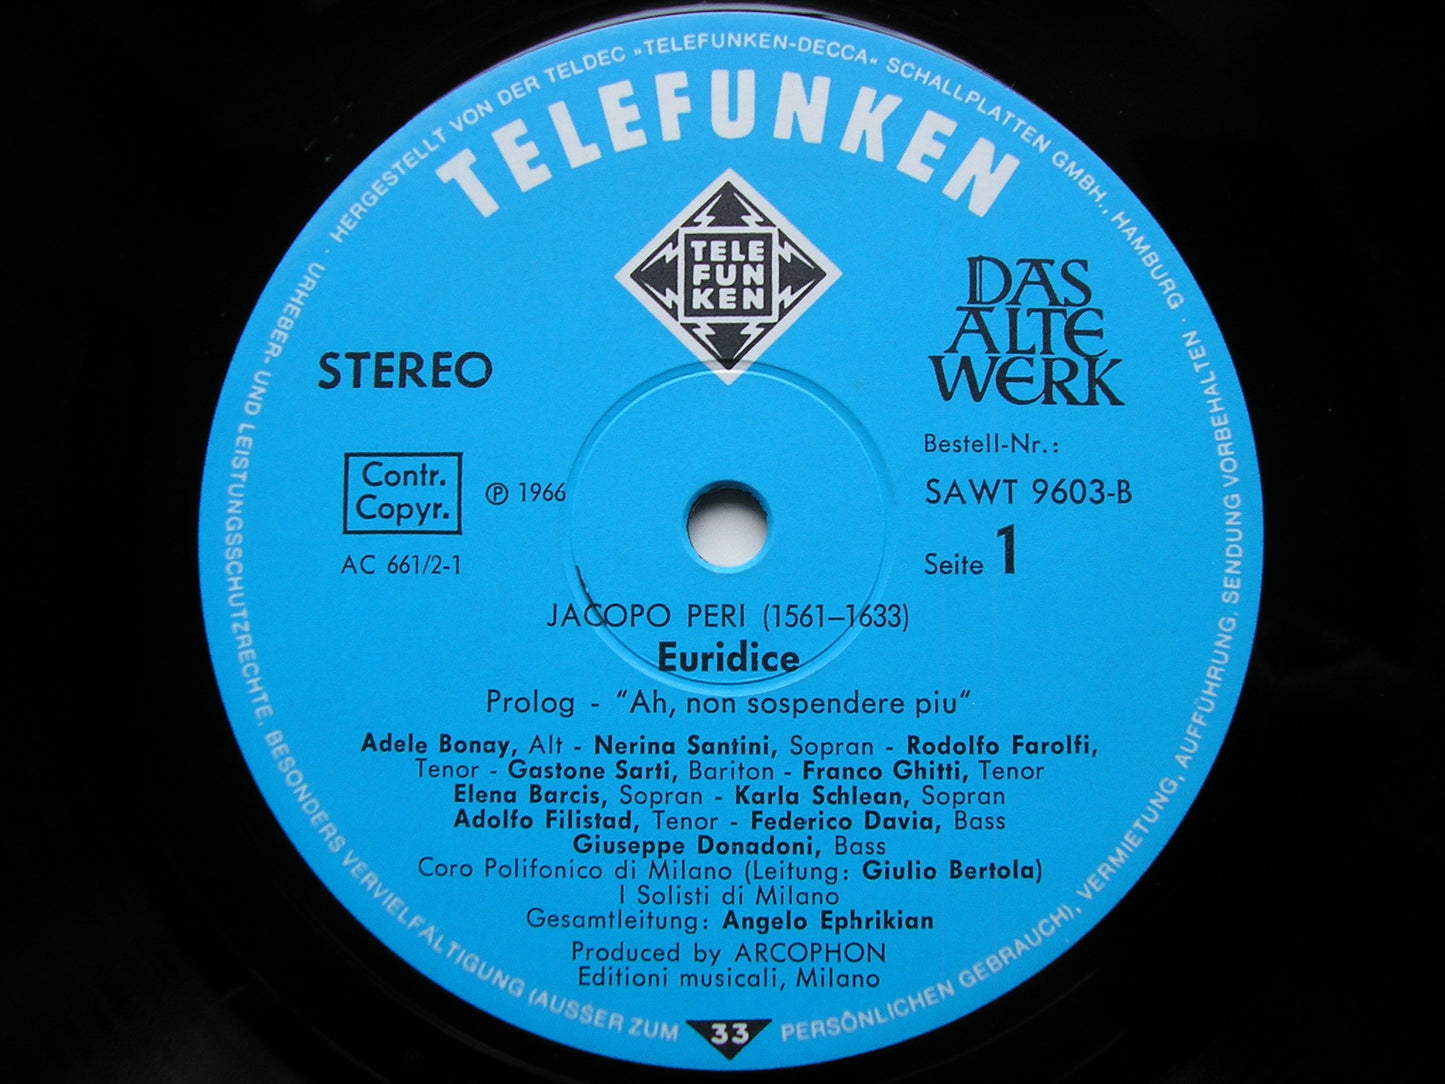 · HERGESTELLT VON DER TELDEC »TELEFUNKEN-DECCA« SCHALLPLATTEN GMBH., HAMBURG ·
URHEBER- UND LEISTUNGSSCHUTZRECHTE, BESONDERS VERVIELFÄLTIGUNG (AUSSER ZUM PERSÖNLICHEN GEBRAUCH), VERMIETUNG, AUFFÜHRUNG, SENDUNG VORBEHALTEN
TELEFUNKEN
TELE
FUN
KEN
DAS
ALTE
WERK
STEREO
Bestell-Nr.:
Contr.
Copyr.
℗ 1966
SAWT 9603-B
AC 661/2-1
Seite 1
JACOPO PERI (1561–1633)
Euridice
Prolog - “Ah, non sospendere piu“
Adele Bonay, Alt - Nerina Santini, Sopran - Rodolfo Farolfi,
Tenor - Gastone Sarti, Bariton - Franco Ghitti, Tenor
Elena Barcis, Sopran - Karla Schlean, Sopran
Adolfo Filistad, Tenor - Federico Davia, Bass
Giuseppe Donadoni, Bass
Coro Polifonico di Milano (Leitung: Giulio Bertola)
I Solisti di Milano
Gesamtleitung: Angelo Ephrikian
Produced by ARCOPHON
Editioni musicali, Milano
33